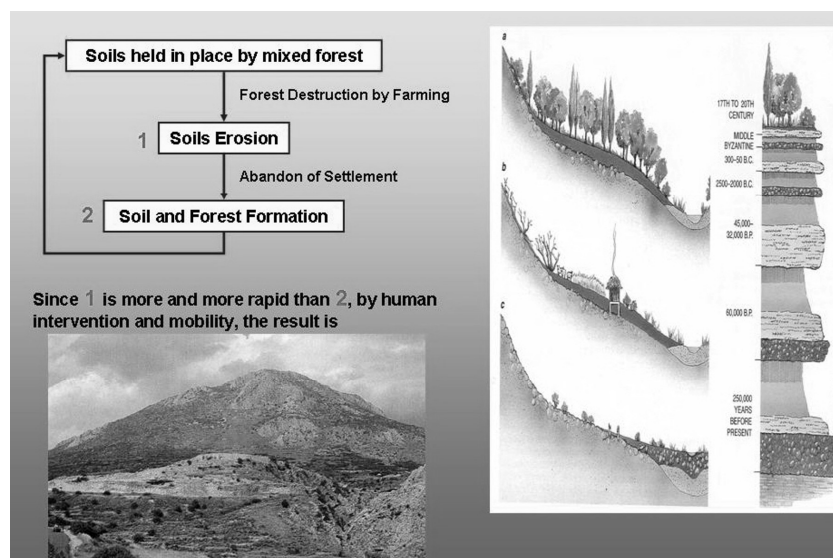 Soils held in place by mixed forest
Forest Destruction by Farming
1
Soils Erosion
Abandon of Settlement
2
Soil and Forest Formation
Since 1 is more and more rapid than 2, by human
intervention and mobility, the result is
a
b
c
17TH TO 20TH
CENTURY
MIDDLE
BYZANTINE
300–50 B.C.
2500–2000 B.C.
45,000–
32,000 B.P.
60,000 B.P.
250,000
YEARS
BEFORE
PRESENT